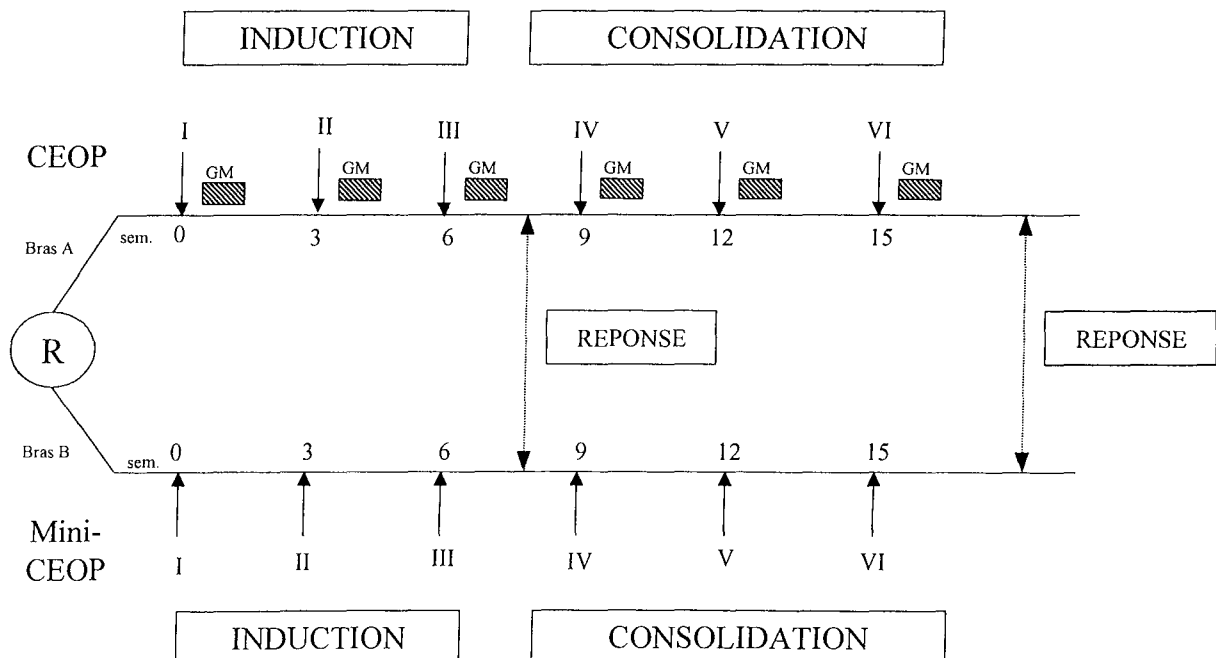 INDUCTION CONSOLIDATION
I II III IV V VI
CEOP GM GM GM GM GM GM
sem. 0 3 6 9 12 15
Bras A
R REPONSE REPONSE
Bras B sem. 0 3 6 9 12 15
Mini-
CEOP
I II III IV V VI
INDUCTION CONSOLIDATION